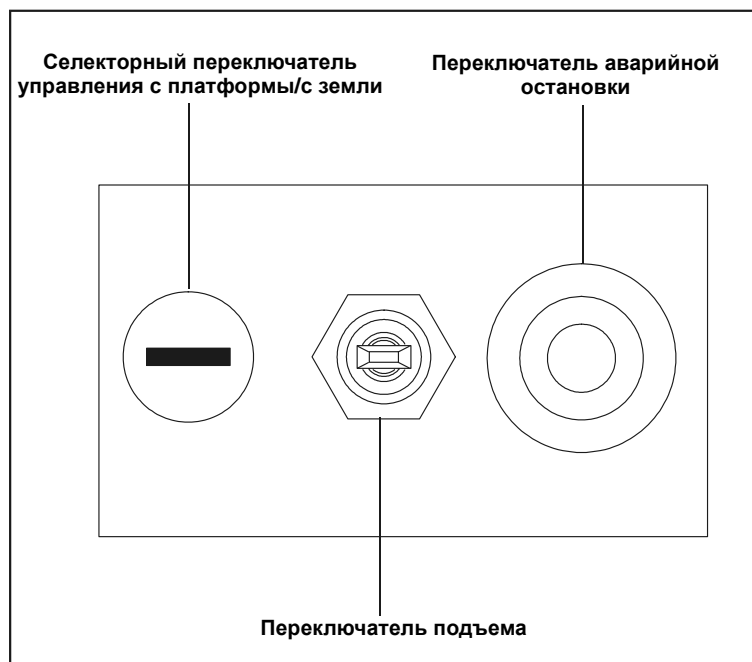 Селекторный переключатель
управления с платформы/с земли
Переключатель аварийной
остановки
Переключатель подъема